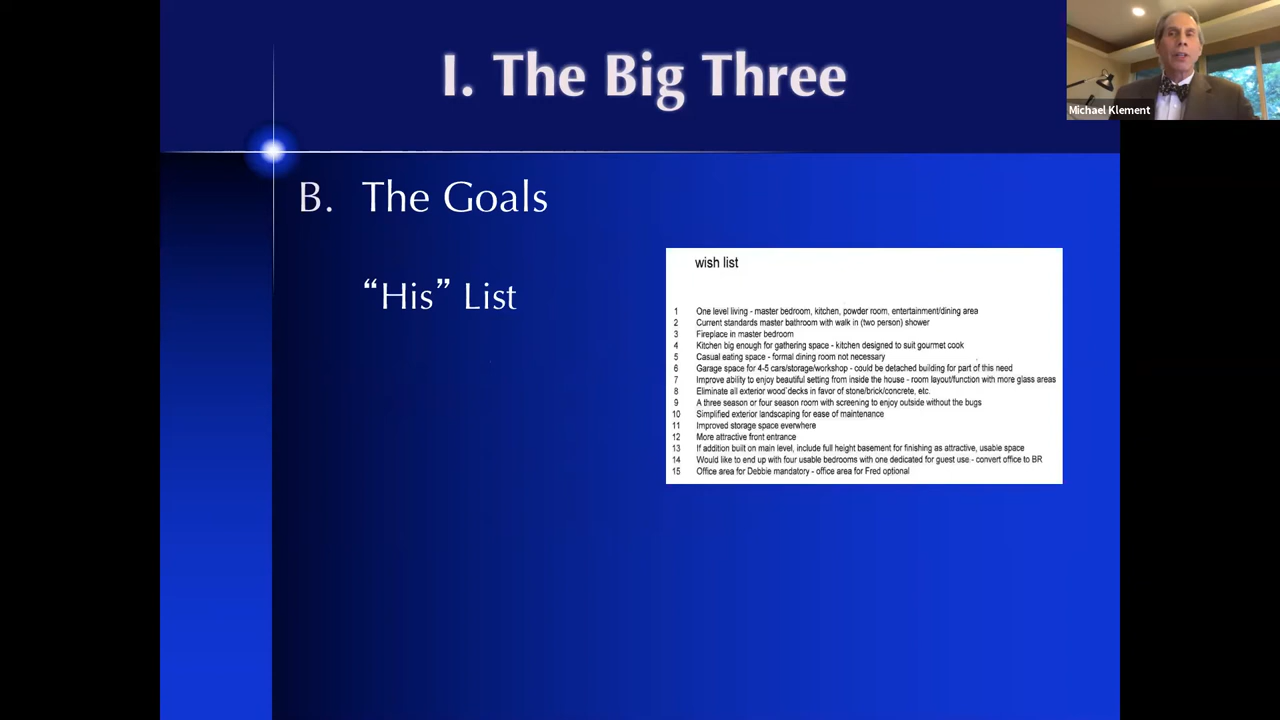 I. The Big Three
Michael Klement
B. The Goals
“His” List
wish list
1 One level living - master bedroom, kitchen, powder room, entertainment/dining area
2 Current standards master bathroom with walk in (two person) shower
3 Fireplace in master bedroom
4 Kitchen big enough for gathering space - kitchen designed to suit gourmet cook
5 Casual eating space - formal dining room not necessary
6 Garage space for 4-5 cars/storage/workshop - could be detached building for part of this need
7 Improve ability to enjoy beautiful setting from inside the house - room layout/function with more glass areas
8 Eliminate all exterior wood decks in favor of stone/brick/concrete, etc.
9 A three season or four season room with screening to enjoy outside without the bugs
10 Simplified exterior landscaping for ease of maintenance
11 Improved storage space everwhere
12 More attractive front entrance
13 If addition built on main level, include full height basement for finishing as attractive, usable space
14 Would like to end up with four usable bedrooms with one dedicated for guest use - convert office to BR
15 Office area for Debbie mandatory - office area for Fred optional